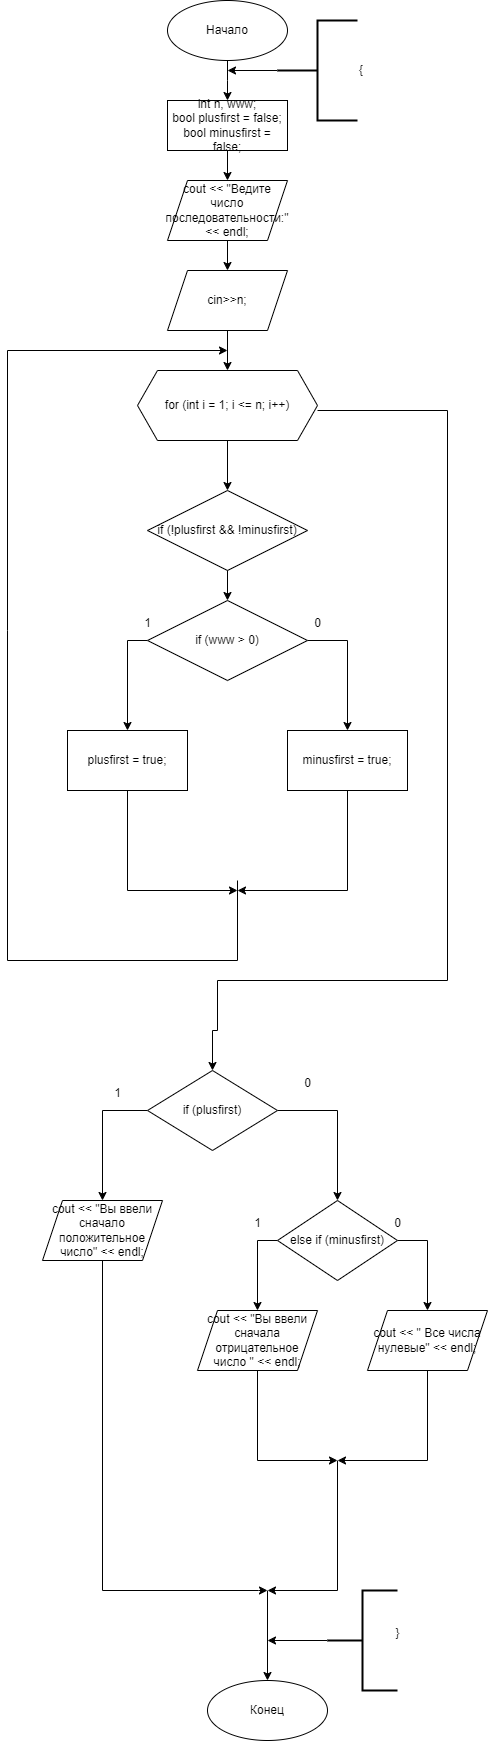 Начало
{
int n, www;
bool plusfirst = false;
bool minusfirst =
false;
cout << "Ведите
число
последовательности:"
<< endl;
cin>>n;
for (int i = 1; i <= n; i++)
if (!plusfirst && !minusfirst)
1
0
if (www > 0)
plusfirst = true;
minusfirst = true;
1
0
if (plusfirst)
cout << "Вы ввели
сначало
положительное
число" << endl;
1
0
else if (minusfirst)
cout << "Вы ввели
сначала
отрицательное
число " << endl;
cout << " Все числа
нулевые" << endl;
}
Конец